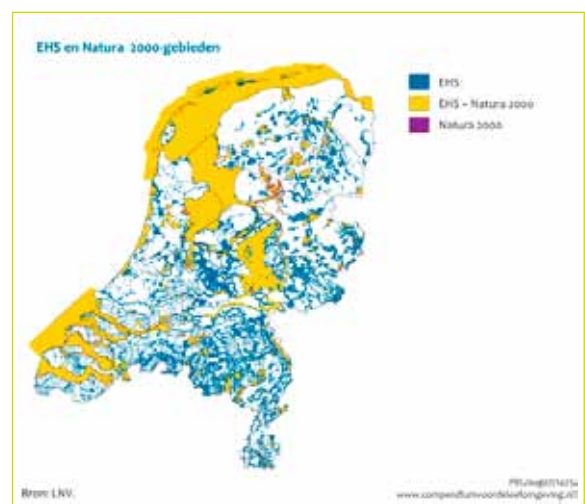 EHS en Natura 2000-gebieden
EHS
EHS – Natura 2000
Natura 2000
Bron: LNV.
www.compendiumvoordeleefomgeving.nl